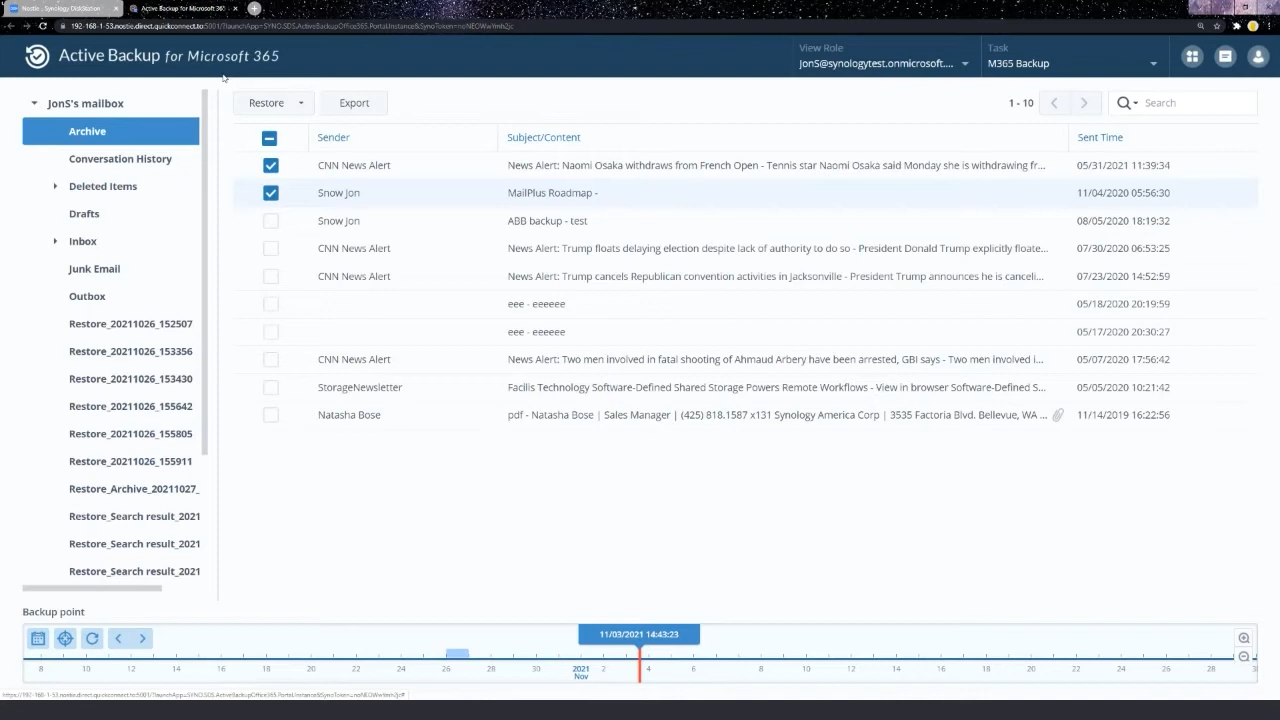 Nostie - Synology DiskStation
Active Backup for Microsoft 365
Active Backup for Microsoft 365
View Role
JonS@synologytest.onmicrosoft....
Task
M365 Backup
JonS's mailbox
Archive
Conversation History
Deleted Items
Drafts
Inbox
Junk Email
Outbox
Restore_20211026_152507
Restore_20211026_153356
Restore_20211026_153430
Restore_20211026_155642
Restore_20211026_155805
Restore_20211026_155911
Restore_Archive_20211027_
Restore_Search result_2021
Restore_Search result_2021
Restore_Search result_2021
Restore Export 1 - 10 Search
Sender Subject/Content Sent Time
CNN News Alert News Alert: Naomi Osaka withdraws from French Open - Tennis star Naomi Osaka said Monday she is withdrawing fr... 05/31/2021 11:39:34
Snow Jon MailPlus Roadmap - 11/04/2020 05:56:30
Snow Jon ABB backup - test 08/05/2020 18:19:32
CNN News Alert News Alert: Trump floats delaying election despite lack of authority to do so - President Donald Trump explicitly floate... 07/30/2020 06:53:25
CNN News Alert News Alert: Trump cancels Republican convention activities in Jacksonville - President Trump announces he is canceli... 07/23/2020 14:52:59
eee - eeeeee 05/18/2020 20:19:59
eee - eeeeee 05/17/2020 20:30:27
CNN News Alert News Alert: Two men involved in fatal shooting of Ahmaud Arbery have been arrested, GBI says - Two men involved i... 05/07/2020 17:56:42
StorageNewsletter Facilis Technology Software-Defined Shared Storage Powers Remote Workflows - View in browser Software-Defined S... 05/05/2020 10:21:42
Natasha Bose pdf - Natasha Bose | Sales Manager | (425) 818.1587 x131 Synology America Corp | 3535 Factoria Blvd. Bellevue, WA ... 11/14/2019 16:22:56
Backup point
11/03/2021 14:43:23
8 10 12 14 16 18 20 22 24 26 28 30 2021 2 4 6 8 10 12 14 16 18 20 22 24 26 28
Nov